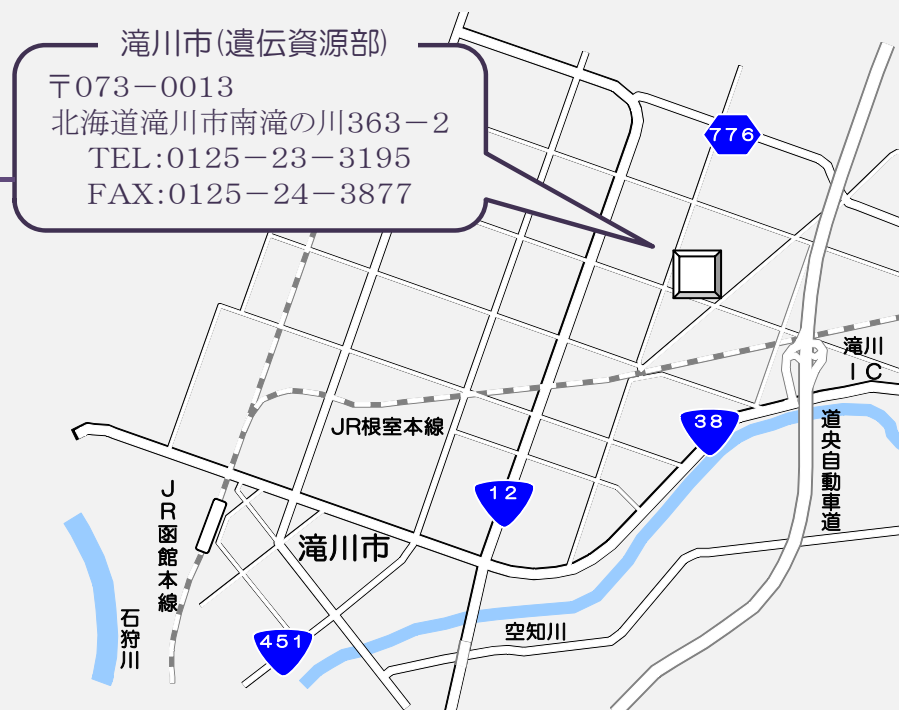 滝川市(遺伝資源部)
〒073－0013
北海道滝川市南滝の川363－2
TEL:0125－23－3195
FAX:0125－24－3877
776
滝川
ＩＣ
38
JR根室本線
道央自動車道
12
JR函館本線
滝川市
石狩川
451
空知川